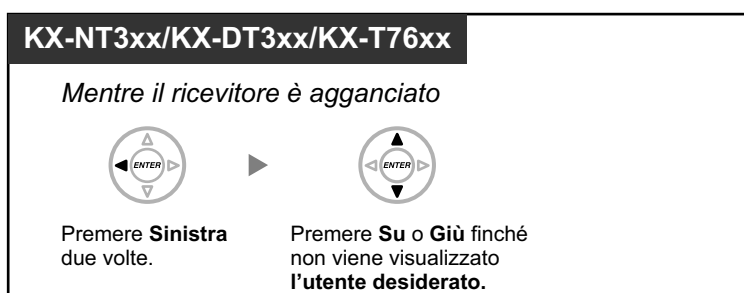 KX-NT3xx/KX-DT3xx/KX-T76xx
Mentre il ricevitore è agganciato
ENTER
ENTER
Premere Sinistra
due volte.
Premere Su o Giù finché
non viene visualizzato
l'utente desiderato.